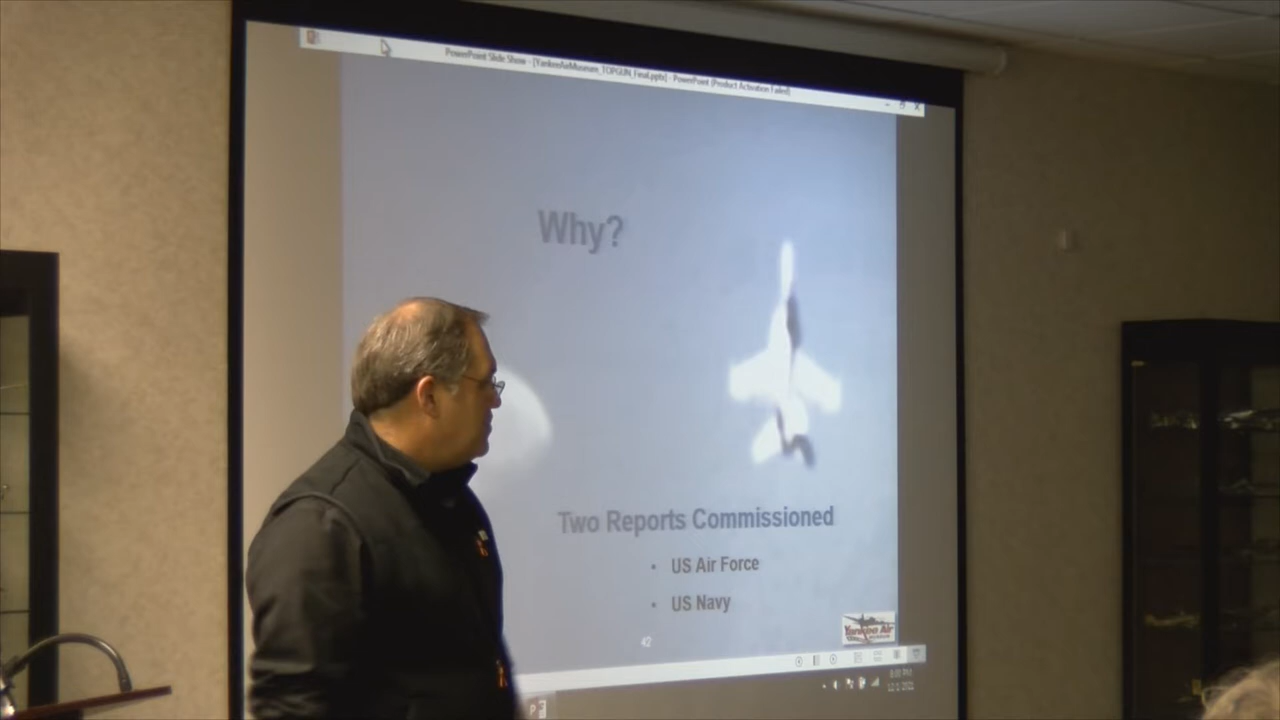 PowerPoint Slide Show - [YankeeAirMuseum_TOPGUN_Final.pptx] - PowerPoint (Product Activation Failed)
Why?
Two Reports Commissioned
• US Air Force
• US Navy
Yankee Air
42